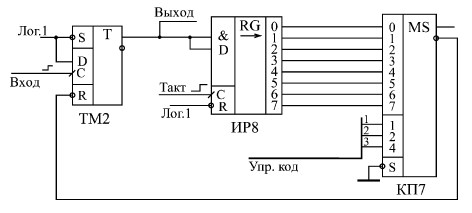 Выход
Лог.1
S
T
D
C
Вход
R
ТМ2
&
D
RG
0
1
2
3
4
5
6
7
Такт
C
Лог.1
R
ИР8
0
MS
1
2
3
4
5
6
7
1
1
2
2
3
4
Упр. код
S
КП7